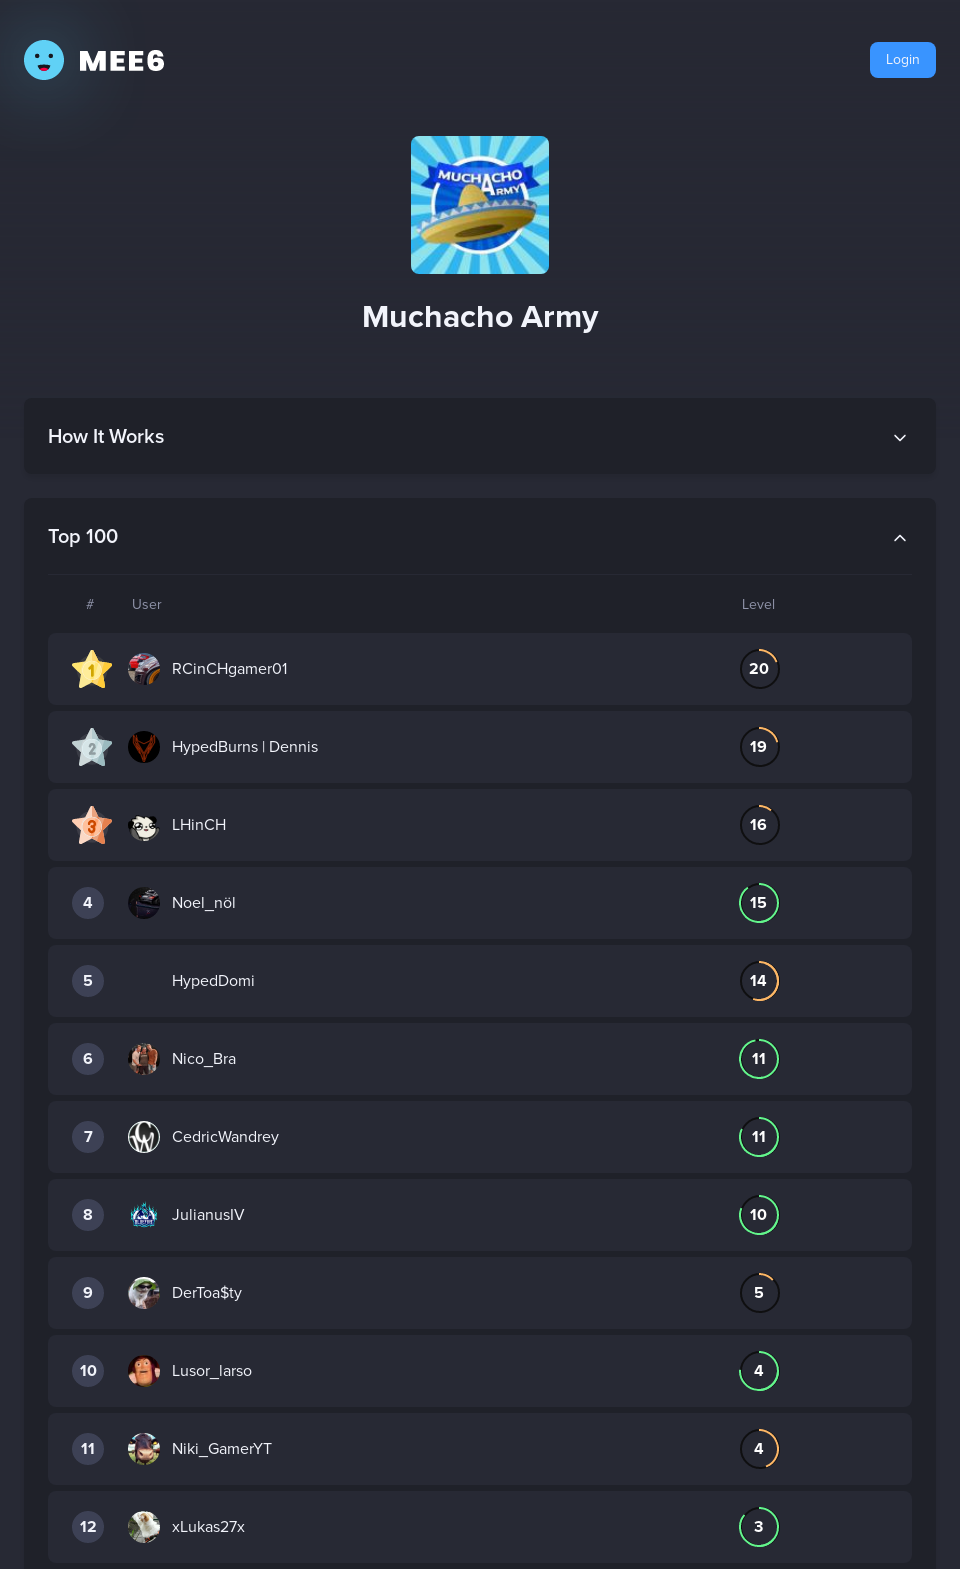 MEE6
Login
MUCHACHO
ARMY
Muchacho Army
How It Works
Top 100
# User Level
1 RCinCHgamer01 20
2 HypedBurns | Dennis 19
3 LHinCH 16
4 Noel_nöl 15
5 HypedDomi 14
6 Nico_Bra 11
7 CedricWandrey 11
8 JulianusIV 10
9 DerToa$ty 5
10 Lusor_larso 4
11 Niki_GamerYT 4
12 xLukas27x 3